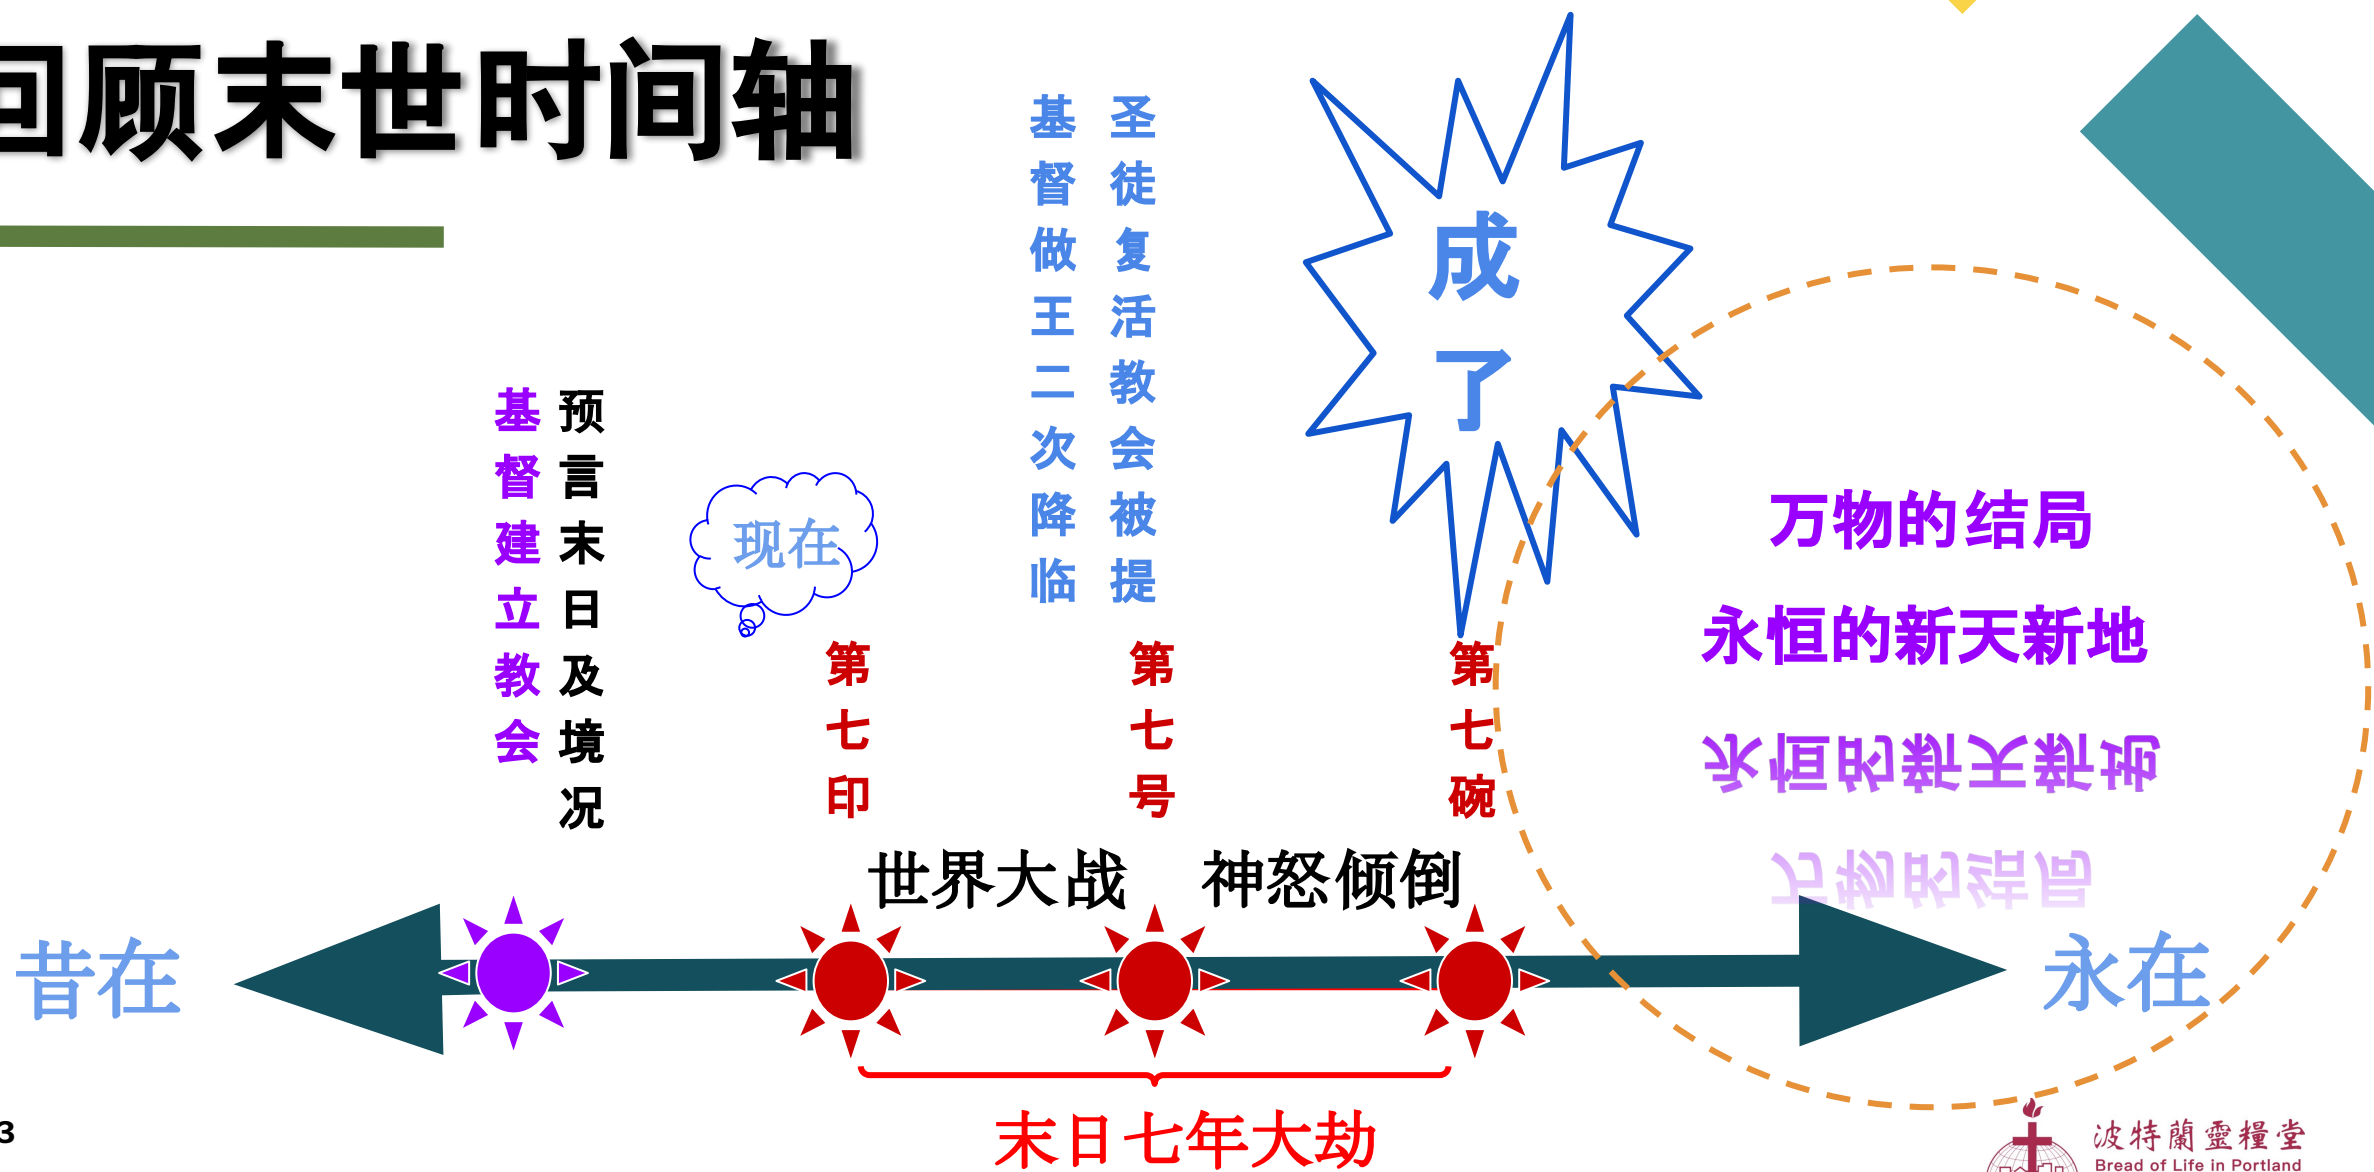 回顾末世时间轴
基督建立教会
预言末日及境况
现在
基督做王二次降临
圣徒复活教会被提
成了
第七印
第七号
第七碗
万物的结局
永恒的新天新地
世界大战
神怒倾倒
昔在
永在
末日七年大劫
3
波特蘭靈糧堂
Bread of Life in Portland